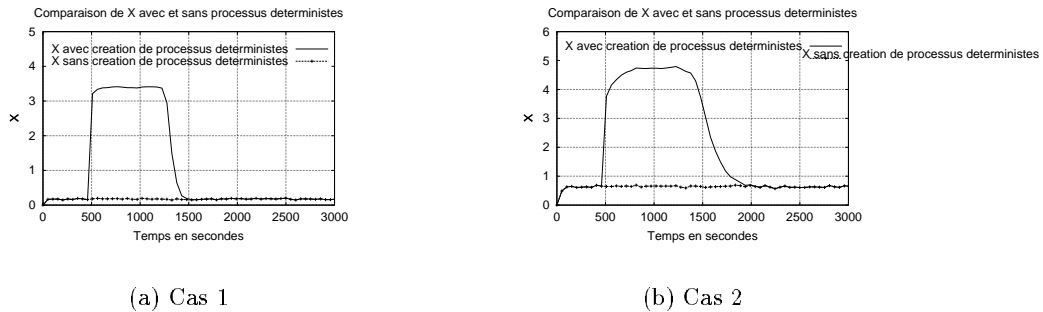 Comparaison de X avec et sans processus deterministes
5
X avec creation de processus deterministes
X sans creation de processus deterministes
4
3
X
2
1
0
0 500 1000 1500 2000 2500 3000
Temps en secondes
(a) Cas 1
Comparaison de X avec et sans processus deterministes
6
X avec creation de processus deterministes
X sans creation de processus deterministes
5
4
3
X
2
1
0
0 500 1000 1500 2000 2500 3000
Temps en secondes
(b) Cas 2